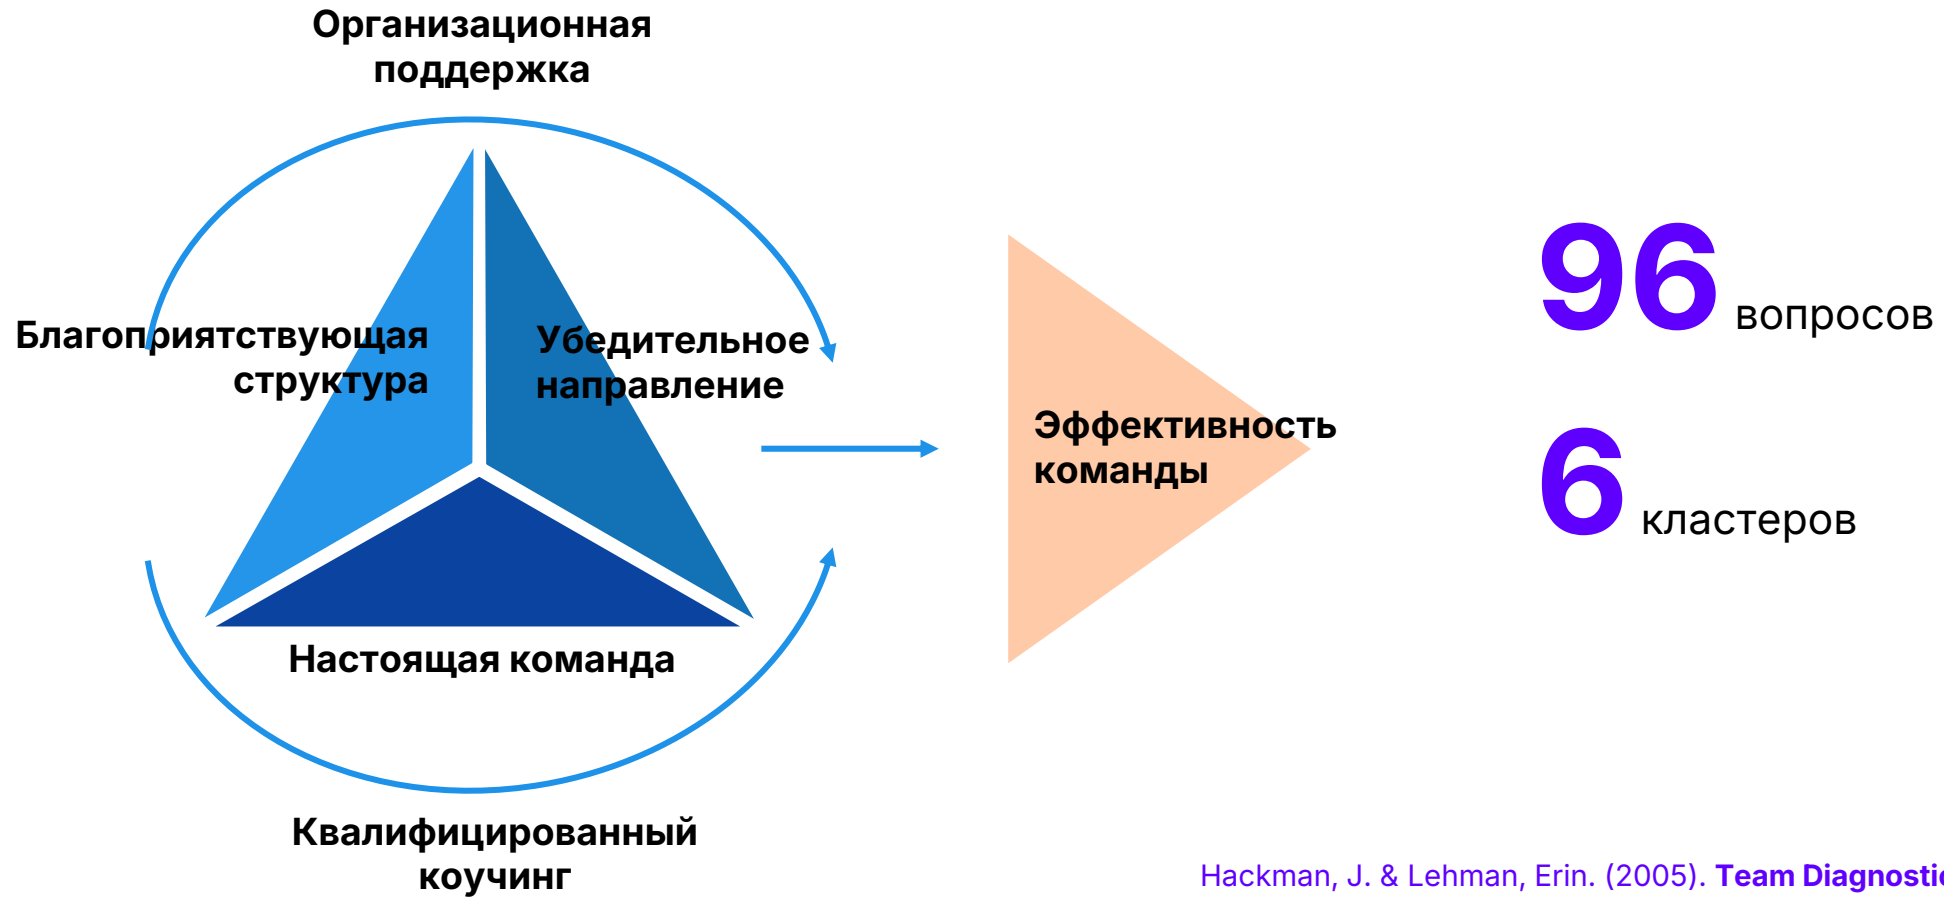 Организационная
поддержка
Благоприятствующая
структура
Убедительное
направление
Настоящая команда
Квалифицированный
коучинг
Эффективность
команды
96 вопросов
6 кластеров
Hackman, J. & Lehman, Erin. (2005). Team Diagnostic